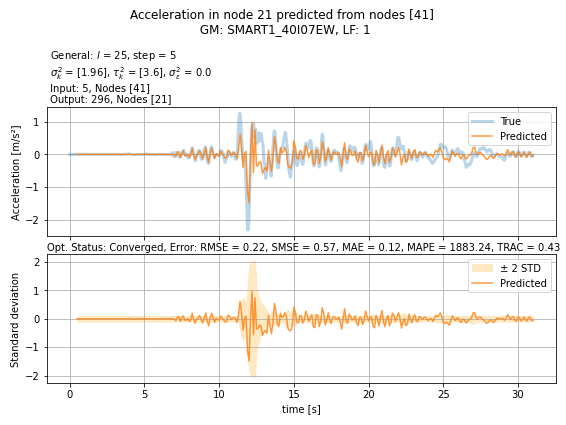 Acceleration in node 21 predicted from nodes [41]
GM: SMART1_40I07EW, LF: 1
General: l = 25, step = 5
σ²ₖ = [1.96], τ²ₖ = [3.6], σ²ε = 0.0
Input: 5, Nodes [41]
Output: 296, Nodes [21]
1
0
−1
−2
Acceleration [m/s²]
True
Predicted
Opt. Status: Converged, Error: RMSE = 0.22, SMSE = 0.57, MAE = 0.12, MAPE = 1883.24, TRAC = 0.43
2
1
0
−1
−2
Standard deviation
± 2 STD
Predicted
0 5 10 15 20 25 30
time [s]